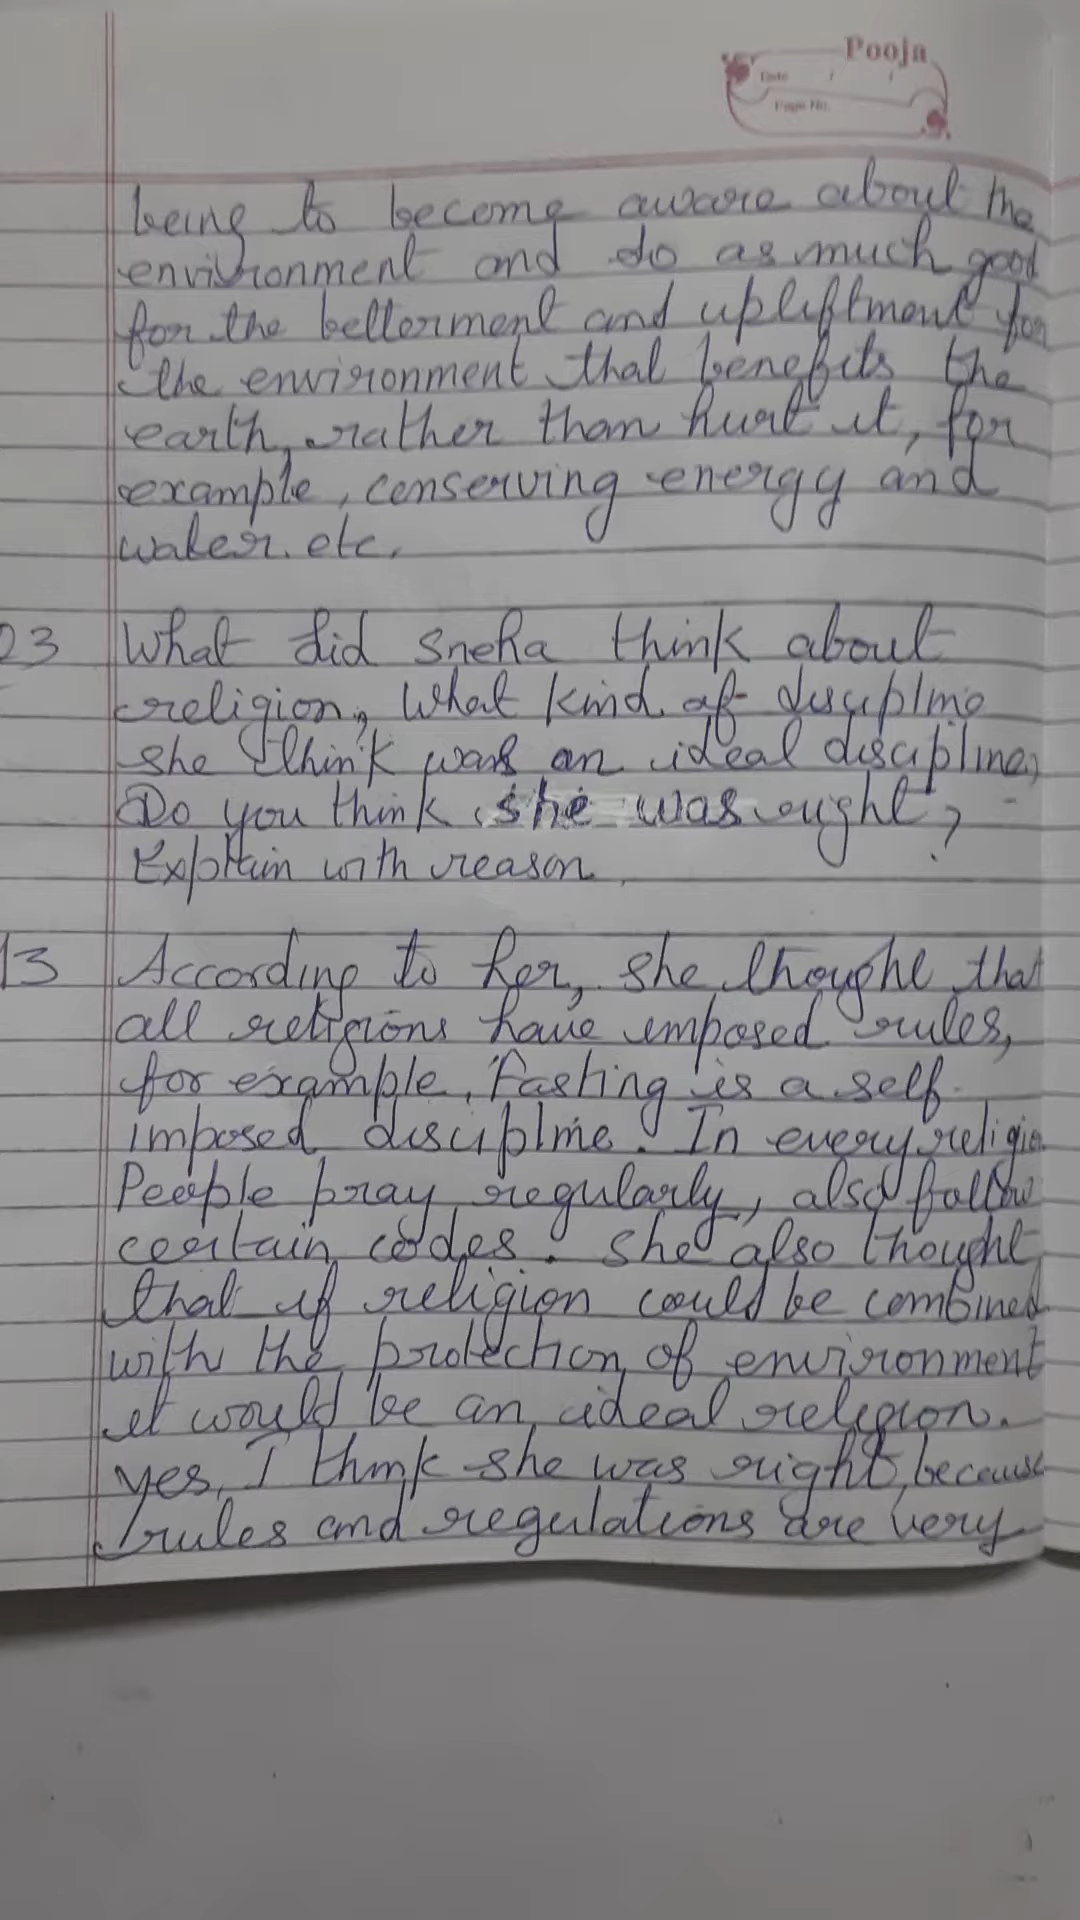 Pooja
Date / /
Page No.
being to become aware about the
environment and do as much good
for the betterment and upliftment for
the environment that benefits the
earth, rather than hurt it, for
example, conserving energy and
water. etc.
Q3 What did Sneha think about
religion, What kind of discipline
she think was an ideal discipline,
Do you think she was right?
Explain with reason.
13 According to her, she thought that
all religions have imposed rules,
for example, Fasting is a self-
imposed discipline. In every religion
People pray regularly, also follow
certain codes. She also thought
that if religion could be combined
with the protection of environment
it would be an ideal religion.
yes, I think she was right, because
rules and regulations are very